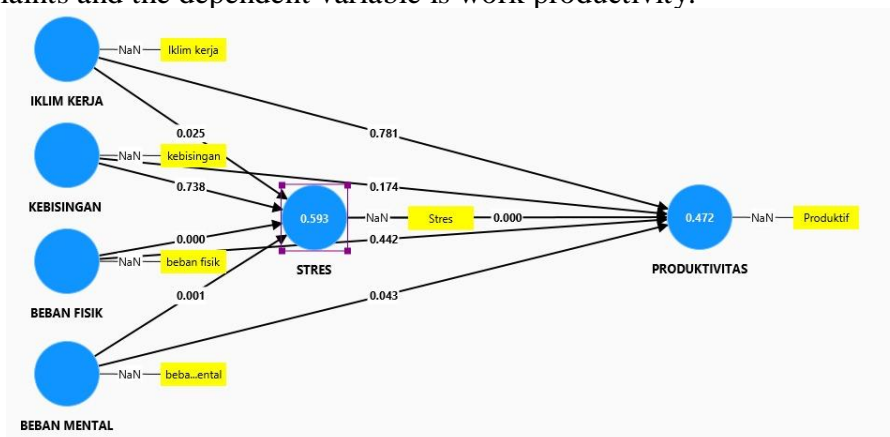 and the dependent variable is work productivity.
NaN
Iklim kerja
IKLIM KERJA
0.025
0.781
NaN
kebisingan
0.738
0.174
KEBISINGAN
0.593
NaN
Stres
0.000
0.472
NaN
Produktif
0.000
0.442
NaN
beban fisik
STRES
PRODUKTIVITAS
0.001
0.043
BEBAN FISIK
NaN
beba...ental
BEBAN MENTAL